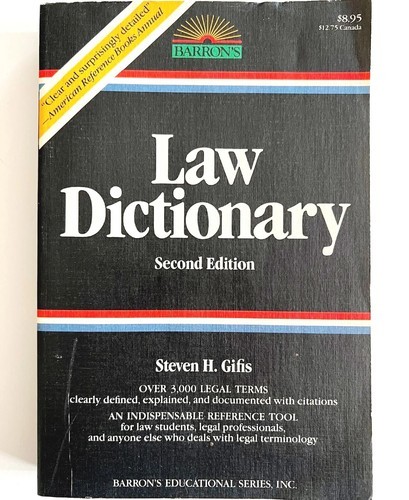 "Clear and surprisingly detailed"
—American Reference Books Annual
BARRON'S
$8.95
$12.75 Canada
Law
Dictionary
Second Edition
Steven H. Gifis
OVER 3,000 LEGAL TERMS
clearly defined, explained, and documented with citations
AN INDISPENSABLE REFERENCE TOOL
for law students, legal professionals,
and anyone else who deals with legal terminology
BARRON'S EDUCATIONAL SERIES, INC.